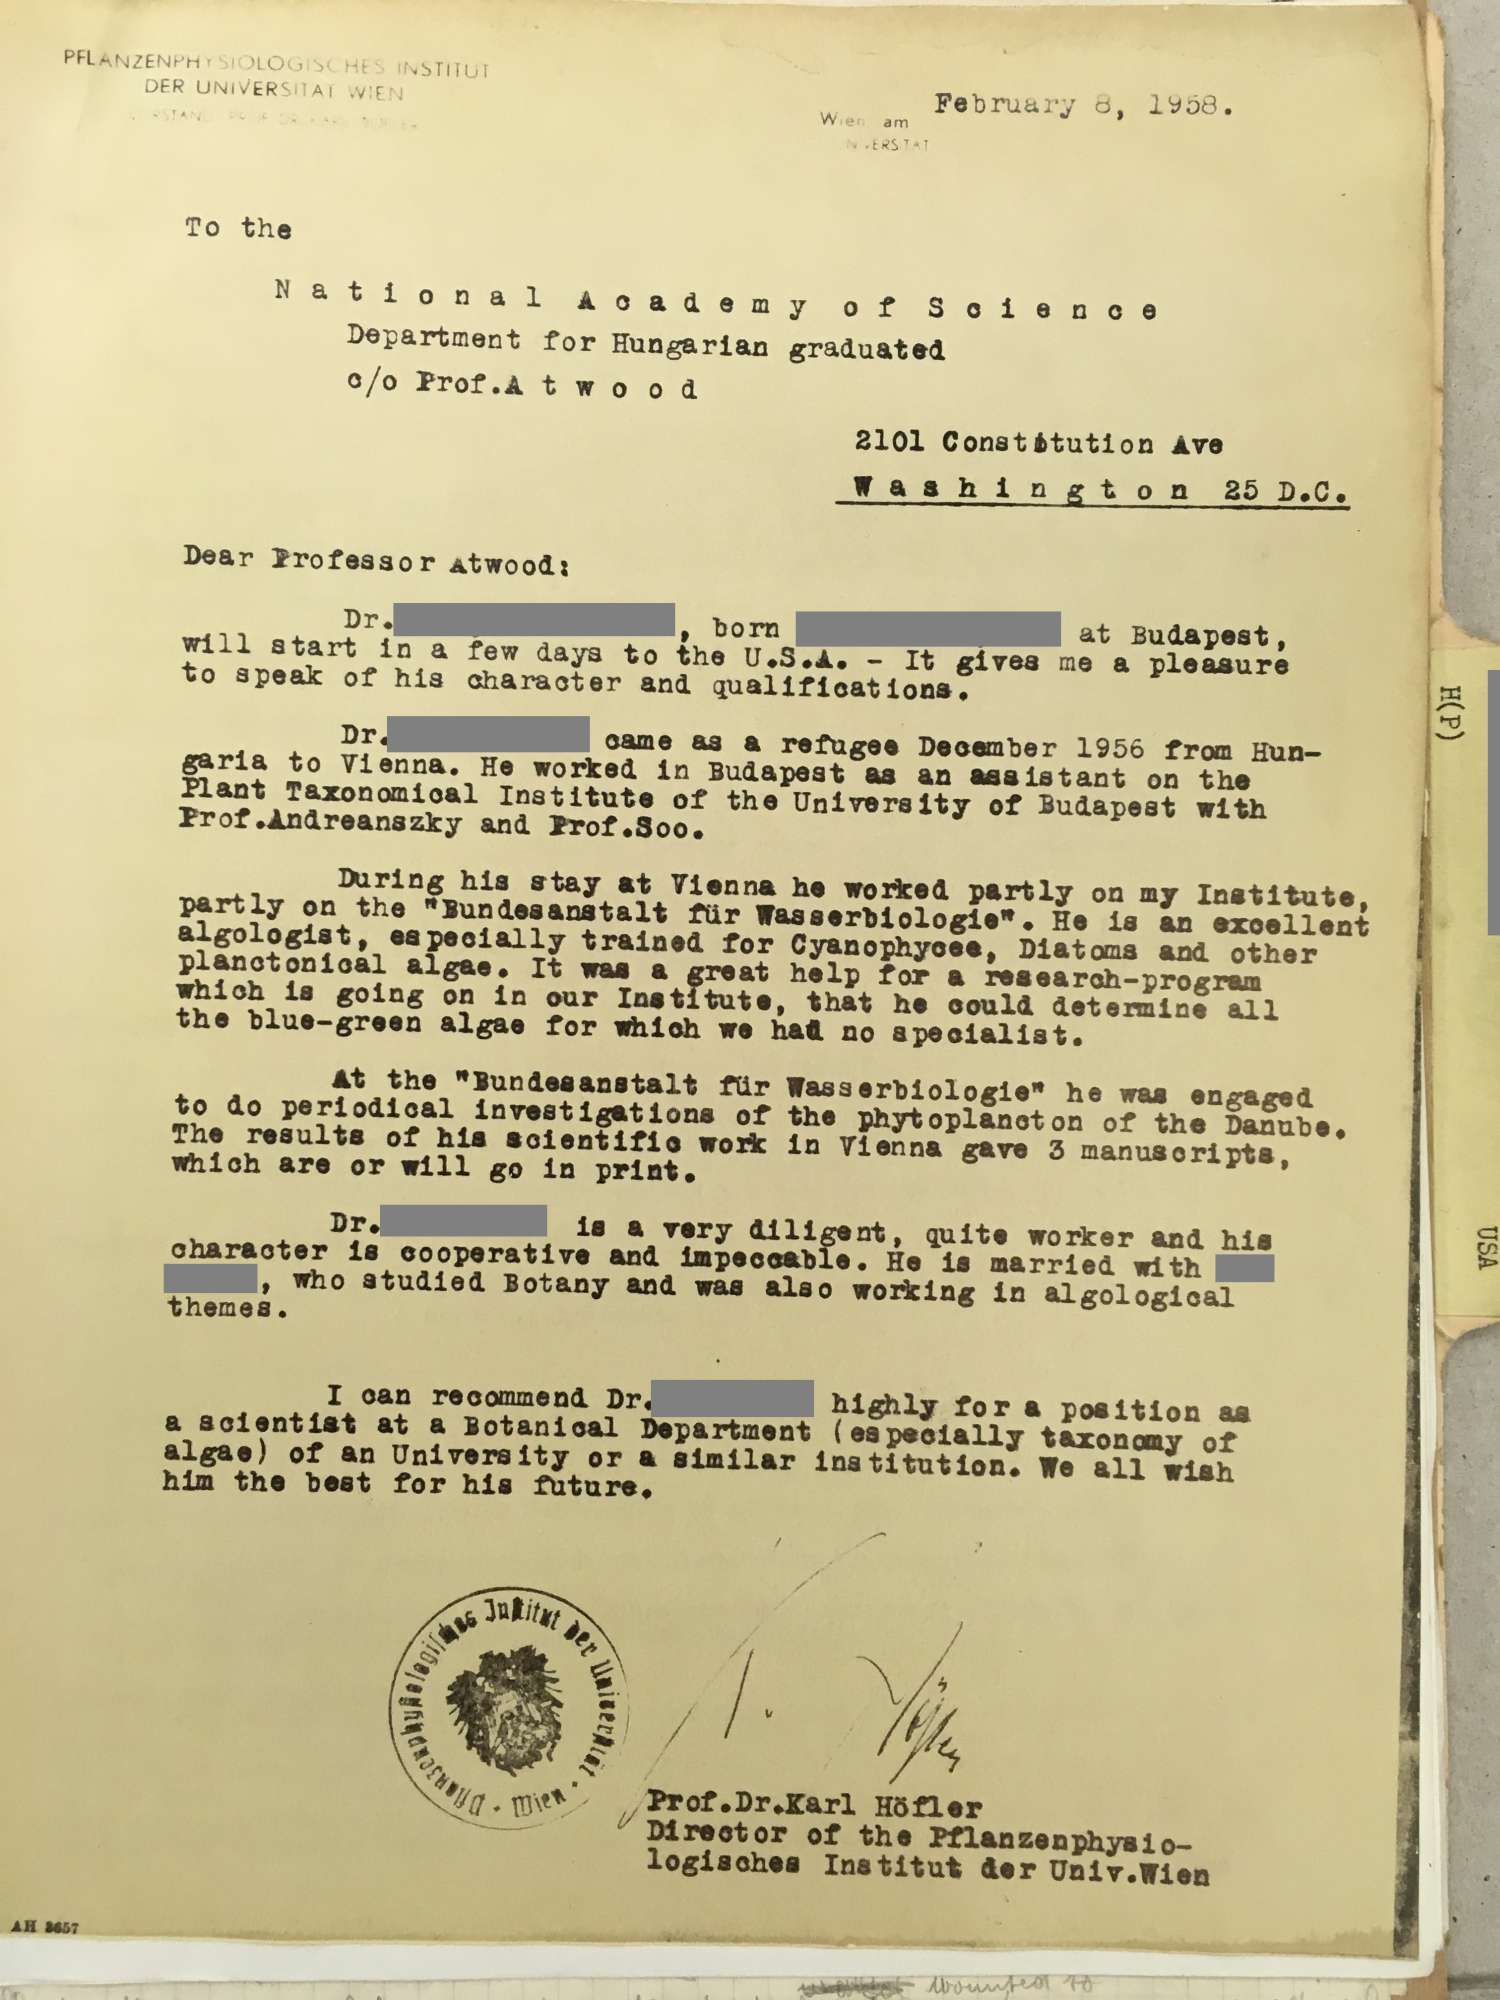 PFLANZENPHYSIOLOGISCHES INSTITUT
DER UNIVERSITÄT WIEN
Wien am February 8, 1958.
To the
National Academy of Science
Department for Hungarian graduated
c/o Prof.Atwood
2101 Constitution Ave
Washington 25 D.C.
Dear Professor Atwood:
Dr. , born at Budapest,
will start in a few days to the U.S.A. - It gives me a pleasure
to speak of his character and qualifications.
Dr. came as a refugee December 1956 from Hun-
garia to Vienna. He worked in Budapest as an assistant on the
Plant Taxonomical Institute of the University of Budapest with
Prof.Andreanszky and Prof.Soo.
During his stay at Vienna he worked partly on my Institute,
partly on the "Bundesanstalt für Wasserbiologie". He is an excellent
algologist, especially trained for Cyanophycee, Diatoms and other
planctonical algae. It was a great help for a research-program
which is going on in our Institute, that he could determine all
the blue-green algae for which we had no specialist.
At the "Bundesanstalt für Wasserbiologie" he was engaged
to do periodical investigations of the phytoplancton of the Danube.
The results of his scientific work in Vienna gave 3 manuscripts,
which are or will go in print.
Dr. is a very diligent, quite worker and his
character is cooperative and impeccable. He is married with
, who studied Botany and was also working in algological
themes.
I can recommend Dr. highly for a position as
a scientist at a Botanical Department (especially taxonomy of
algae) of an University or a similar institution. We all wish
him the best for his future.
Pflanzenphysiologisches Institut der Universität · Wien ·
Höfler
Prof.Dr.Karl Höfler
Director of the Pflanzenphysio-
logisches Institut der Univ.Wien
AH 3657
H(P)
USA
wounded to